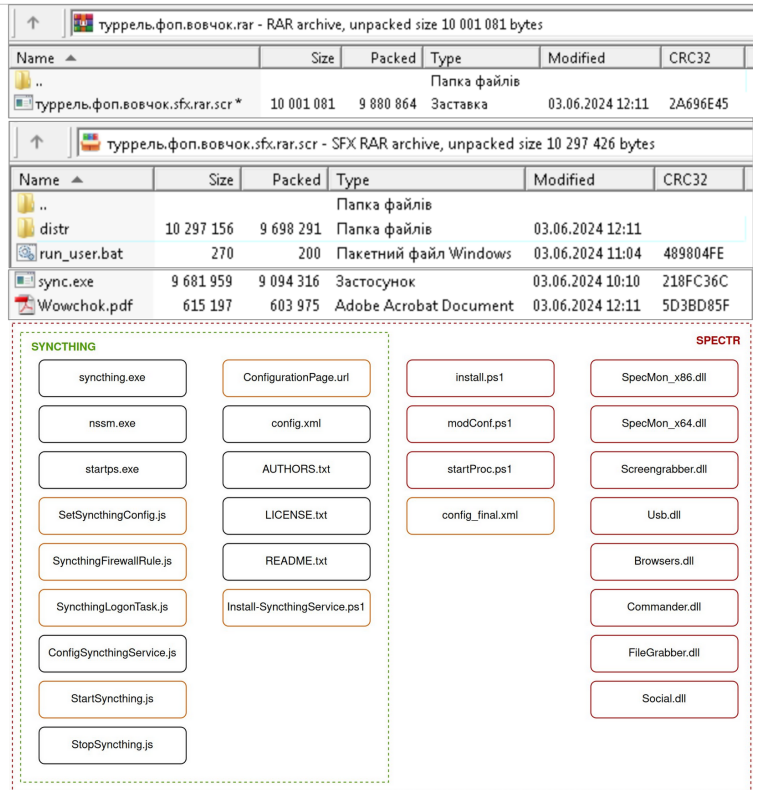 туррель.фоп.вовчок.rar - RAR archive, unpacked size 10 001 081 bytes
Name Size Packed Type Modified CRC32
.. Папка файлів
туррель.фоп.вовчок.sfx.rar.scr * 10 001 081 9 880 864 Заставка 03.06.2024 12:11 2A696E45
туррель.фоп.вовчок.sfx.rar.scr - SFX RAR archive, unpacked size 10 297 426 bytes
Name Size Packed Type Modified CRC32
.. Папка файлів
distr 10 297 156 9 698 291 Папка файлів 03.06.2024 12:11
run_user.bat 270 200 Пакетний файл Windows 03.06.2024 11:04 489804FE
sync.exe 9 681 959 9 094 316 Застосунок 03.06.2024 10:10 218FC36C
Wowchok.pdf 615 197 603 975 Adobe Acrobat Document 03.06.2024 12:11 5D3BD85F
SYNCTHING
SPECTR
syncthing.exe
nssm.exe
startps.exe
SetSyncthingConfig.js
SyncthingFirewallRule.js
SyncthingLogonTask.js
ConfigSyncthingService.js
StartSyncthing.js
StopSyncthing.js
ConfigurationPage.url
config.xml
AUTHORS.txt
LICENSE.txt
README.txt
Install-SyncthingService.ps1
install.ps1
modConf.ps1
startProc.ps1
config_final.xml
SpecMon_x86.dll
SpecMon_x64.dll
Screengrabber.dll
Usb.dll
Browsers.dll
Commander.dll
FileGrabber.dll
Social.dll